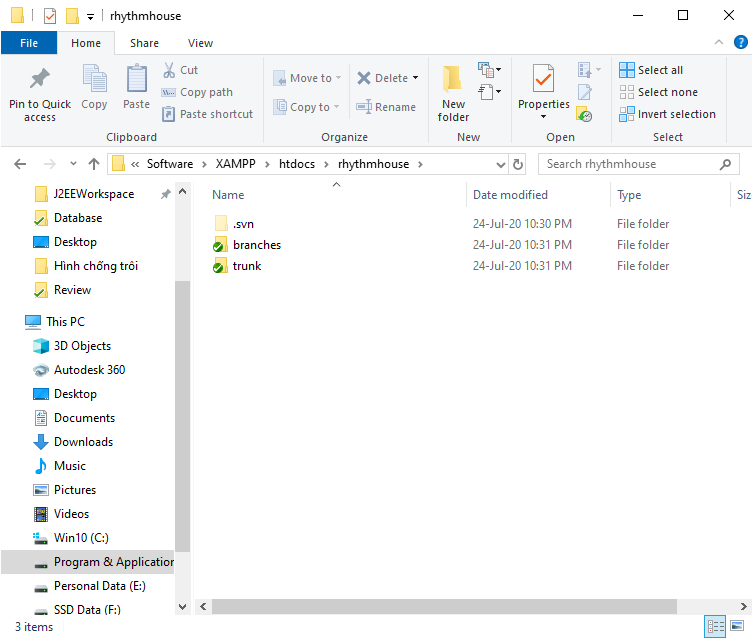 rhythmhouse
File Home Share View
Pin to Quick access
Copy
Paste
Cut
Copy path
Paste shortcut
Clipboard
Move to
Copy to
Delete
Rename
Organize
New folder
New
Properties
Open
Select all
Select none
Invert selection
Select
« Software > XAMPP > htdocs > rhythmhouse >
Search rhythmhouse
J2EEWorkspace
Database
Desktop
Hình chống trôi
Review
This PC
3D Objects
Autodesk 360
Desktop
Documents
Downloads
Music
Pictures
Videos
Win10 (C:)
Program & Application
Personal Data (E:)
SSD Data (F:)
Name Date modified Type Siz
.svn 24-Jul-20 10:30 PM File folder
branches 24-Jul-20 10:31 PM File folder
trunk 24-Jul-20 10:31 PM File folder
3 items